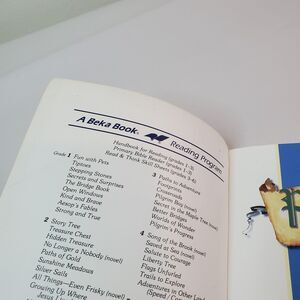 A Beka Book® Reading Program
Handbook for Reading (grades 1-3)
Primary Bible Reader (grades 1-3)
Read & Think Skill Sheets (grades 3-6)
Grade 1 Fun with Pets
Tiptoes
Stepping Stones
Secrets and Surprises
The Bridge Book
Open Windows
Kind and Brave
Aesop's Fables
Strong and True
2 Story Tree
Treasure Chest
Hidden Treasure
No Longer a Nobody (novel)
Paths of Gold
Sunshine Meadows
Silver Sails
All Things—Even Frisky (novel)
Growing Up Where
Jesus
3 Paths to Adventure
Footprints
Crossroads
Pilgrim Boy (novel)
Secret in the Maple Tree (novel)
Better Bridges
Worlds of Wonder
Pilgrim's Progress
4 Song of the Brook (novel)
Saved at Sea (novel)
Salute to Courage
Liberty Tree
Flags Unfurled
Trails to Explore
Adventures in Other Lands
(Speed
P